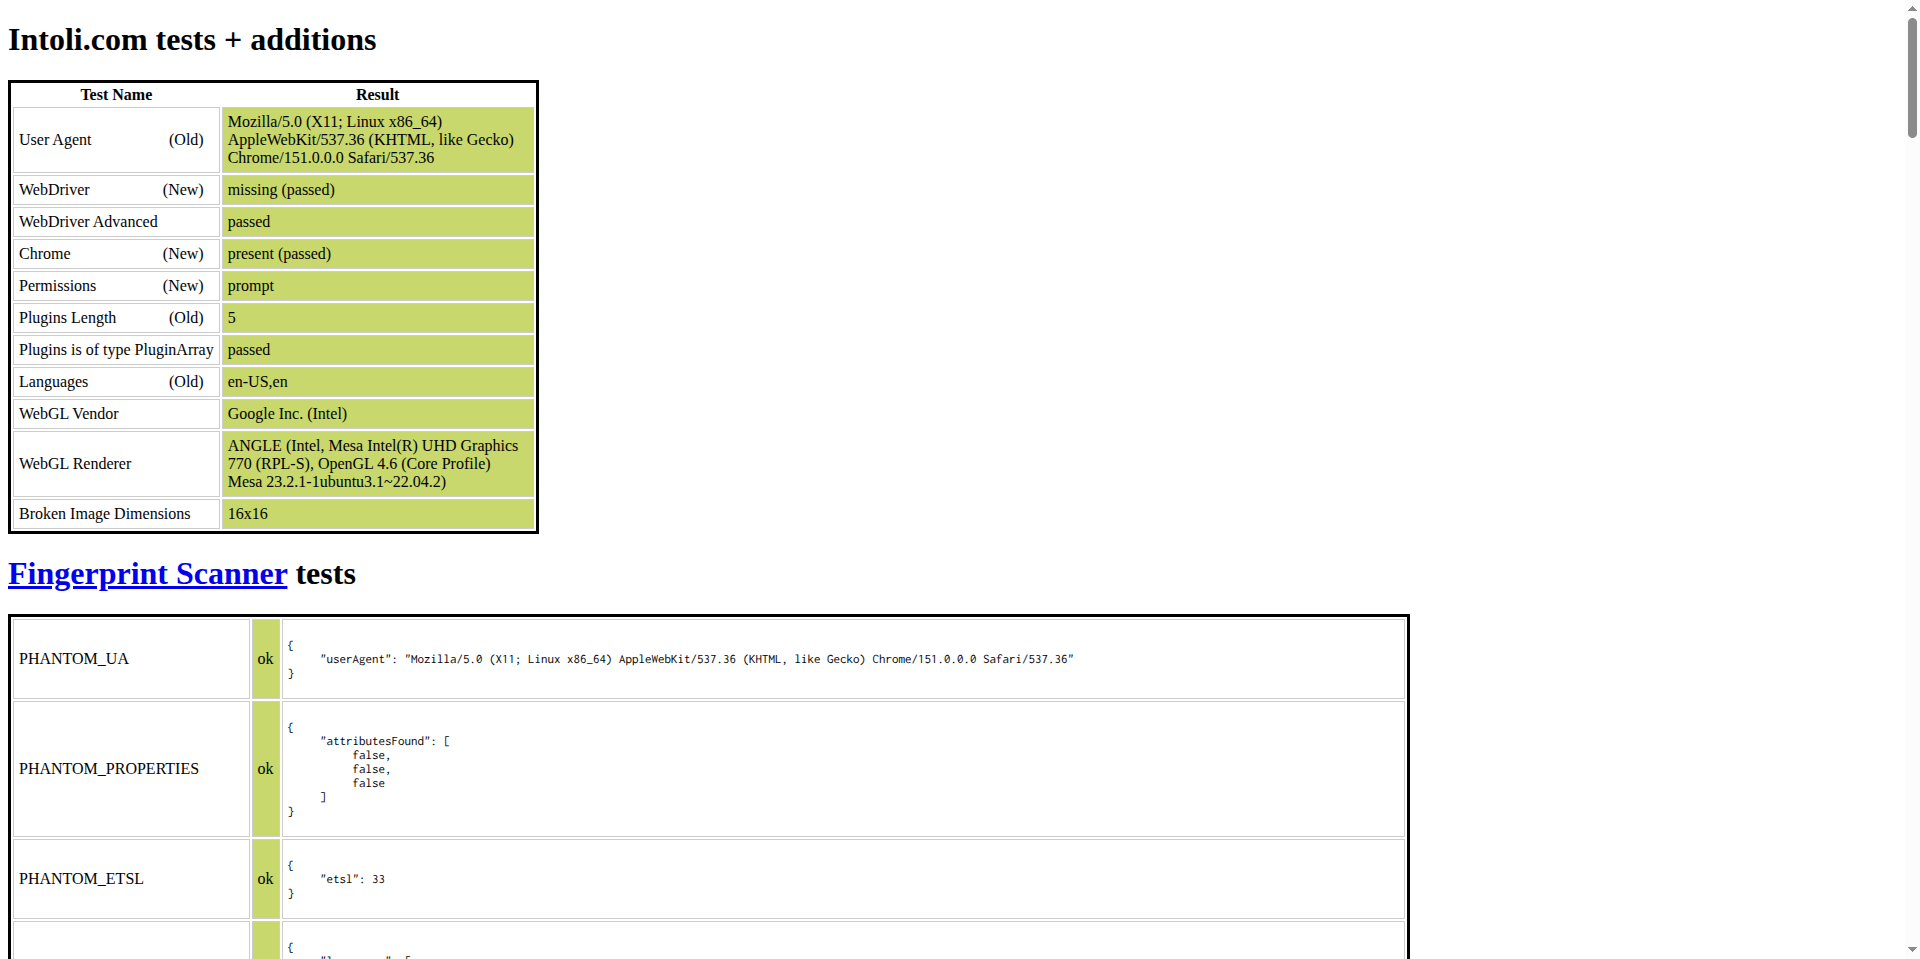 Intoli.com tests + additions
Test Name Result
User Agent (Old) Mozilla/5.0 (X11; Linux x86_64)
AppleWebKit/537.36 (KHTML, like Gecko)
Chrome/151.0.0.0 Safari/537.36
WebDriver (New) missing (passed)
WebDriver Advanced passed
Chrome (New) present (passed)
Permissions (New) prompt
Plugins Length (Old) 5
Plugins is of type PluginArray passed
Languages (Old) en-US,en
WebGL Vendor Google Inc. (Intel)
WebGL Renderer ANGLE (Intel, Mesa Intel(R) UHD Graphics
770 (RPL-S), OpenGL 4.6 (Core Profile)
Mesa 23.2.1-1ubuntu3.1~22.04.2)
Broken Image Dimensions 16x16
Fingerprint Scanner tests
PHANTOM_UA ok {
"userAgent": "Mozilla/5.0 (X11; Linux x86_64) AppleWebKit/537.36 (KHTML, like Gecko) Chrome/151.0.0.0 Safari/537.36"
}
PHANTOM_PROPERTIES ok {
"attributesFound": [
false,
false,
false
]
}
PHANTOM_ETSL ok {
"etsl": 33
}
{